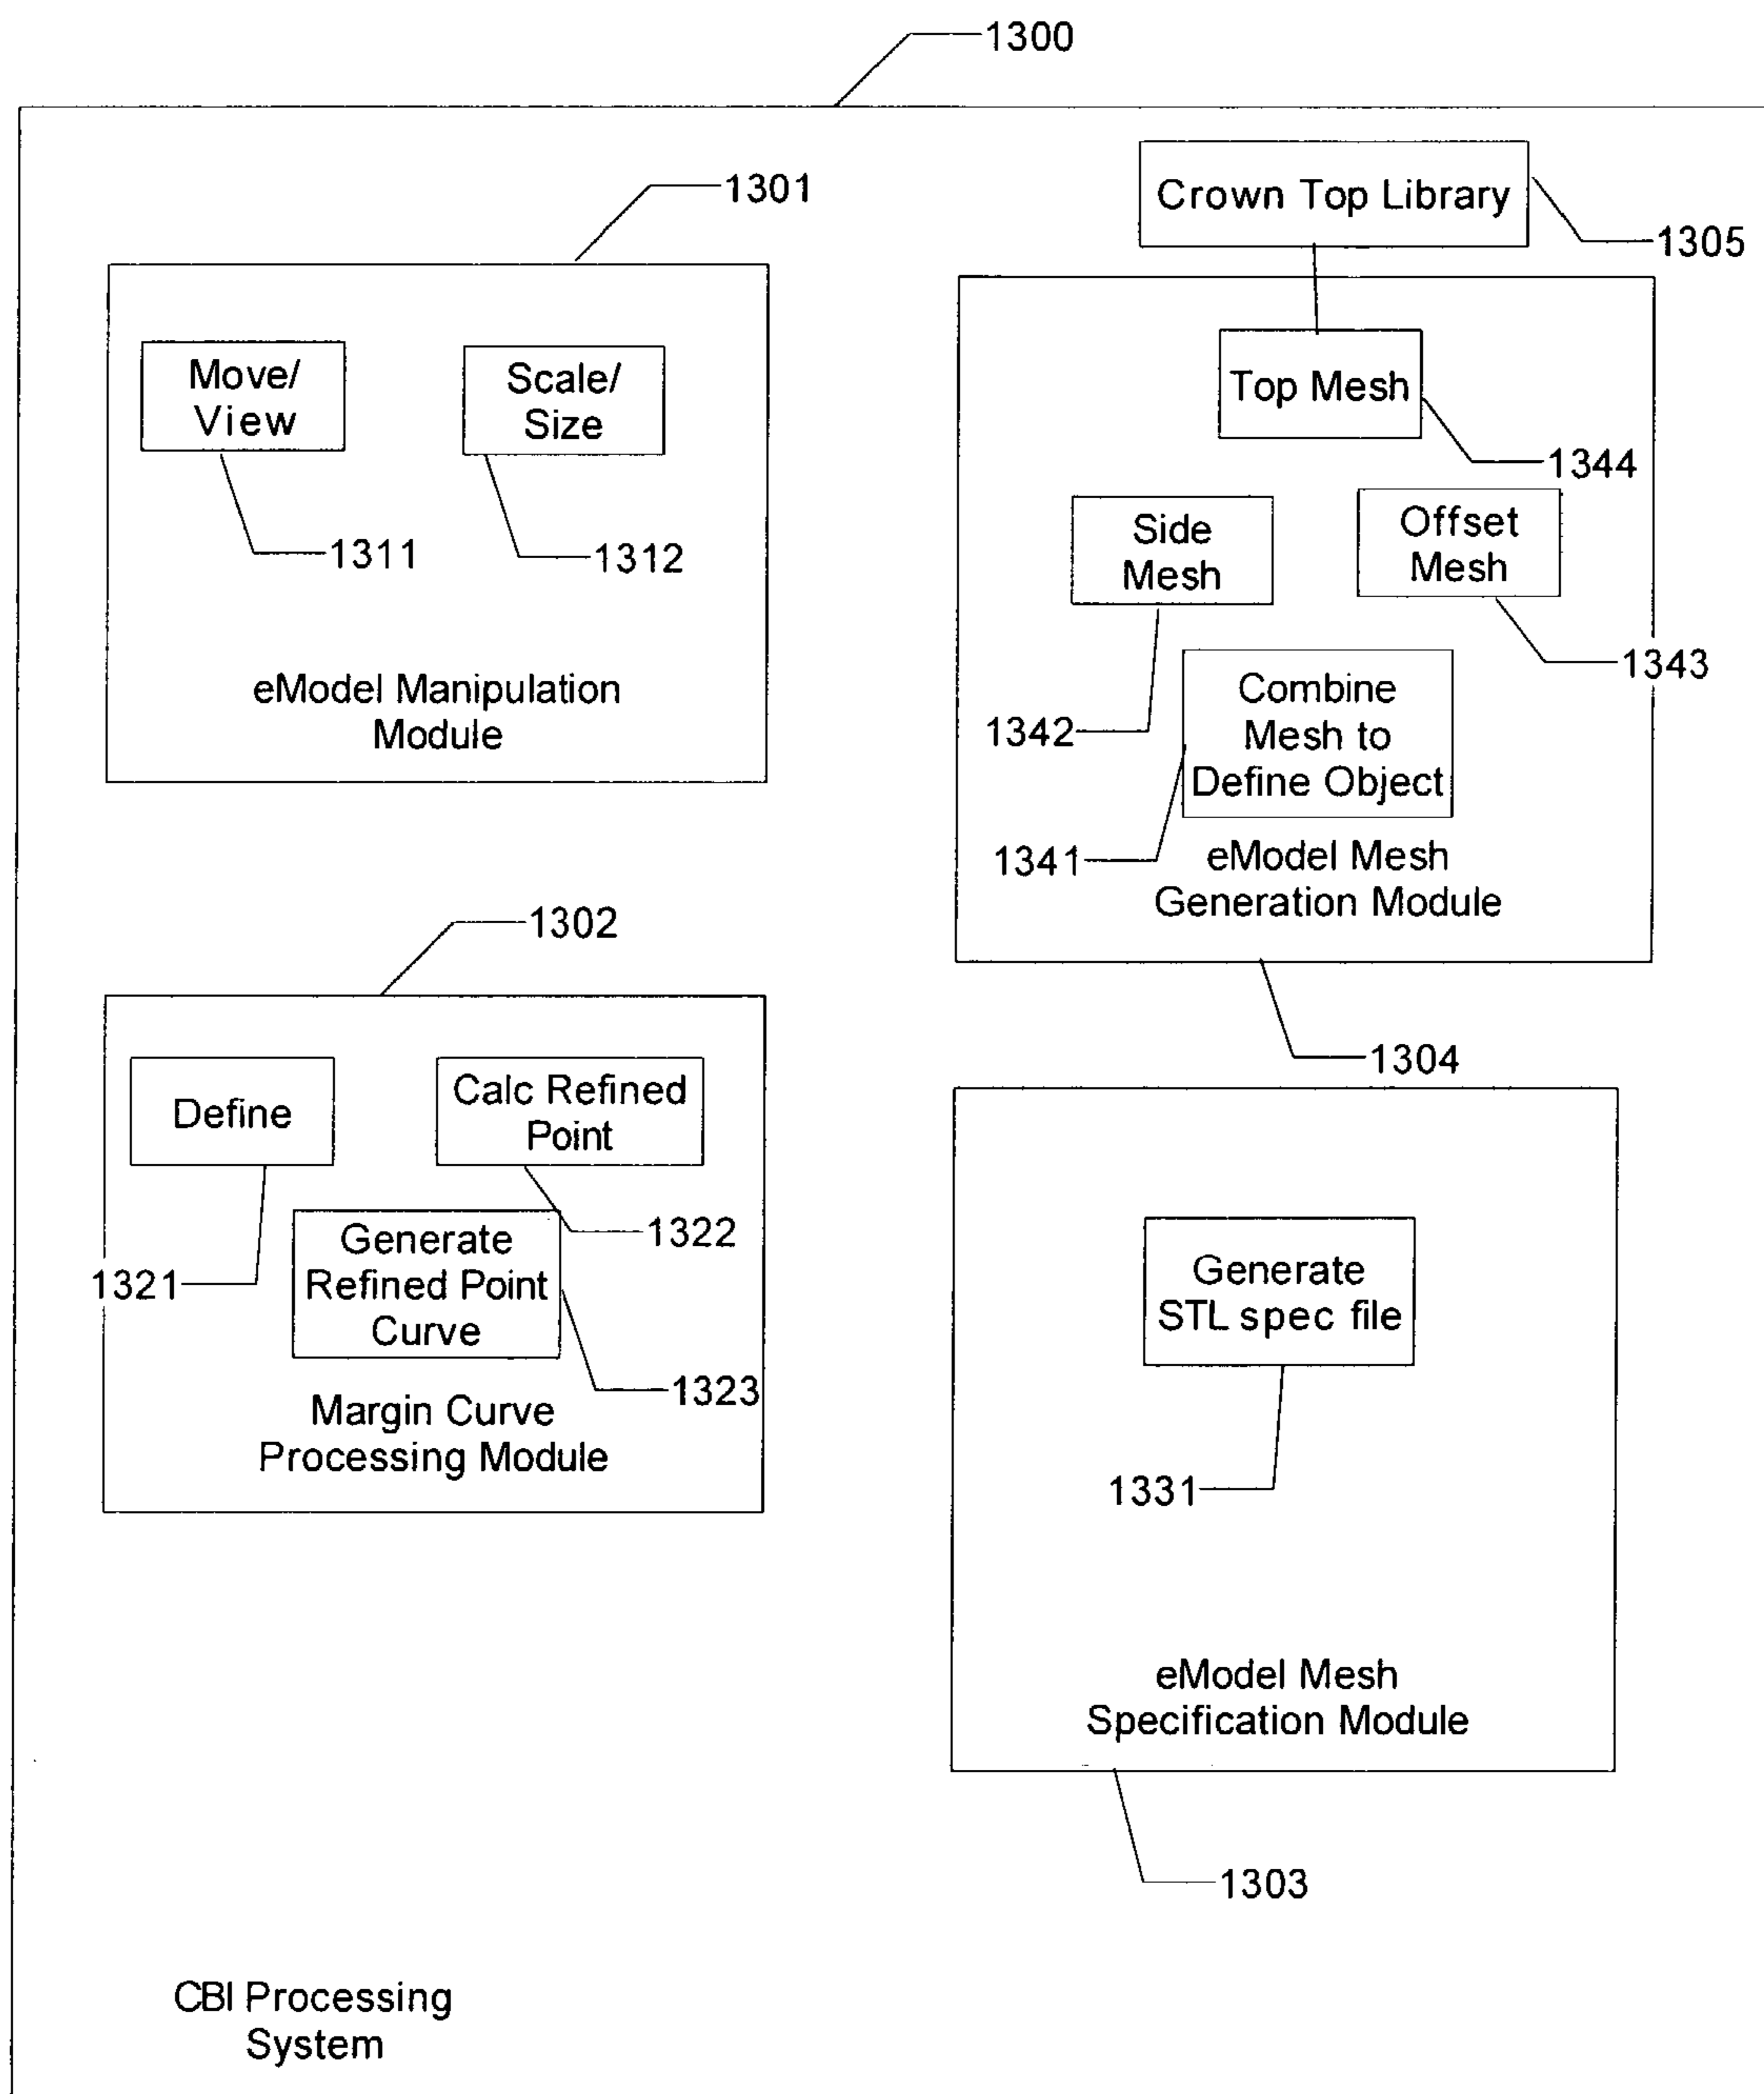 1300
1301
Move/
View
Scale/
Size
1311
1312
eModel Manipulation
Module
Crown Top Library
1305
Top Mesh
1344
Side
Mesh
Offset
Mesh
1343
1342
Combine
Mesh to
Define Object
1341
eModel Mesh
Generation Module
1304
1302
Define
Calc Refined
Point
1322
1321
Generate
Refined Point
Curve
1323
Margin Curve
Processing Module
Generate
STL spec file
1331
eModel Mesh
Specification Module
1303
CBI Processing
System